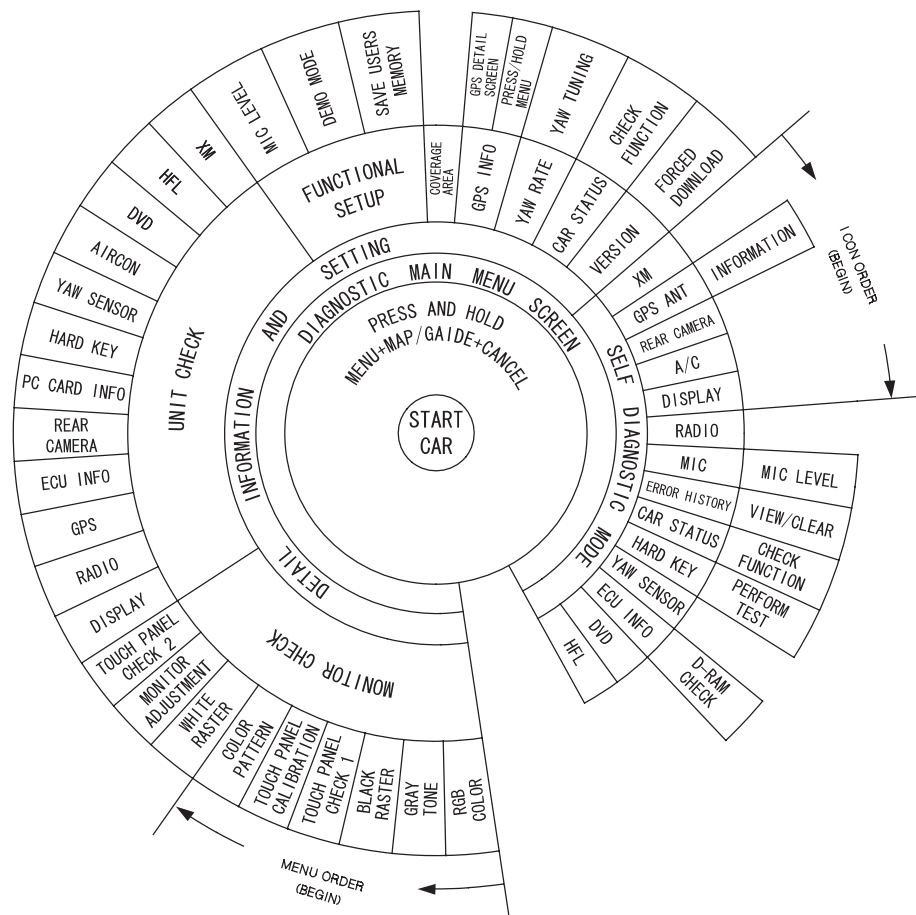 START
CAR
PRESS AND HOLD
MENU+MAP/GAIDE+CANCEL
DIAGNOSTIC MAIN MENU SCREEN
DETAIL INFORMATION AND SETTING
SELF DIAGNOSTIC MODE
MONITOR CHECK
RGB
COLOR
GRAY
TONE
BLACK
RASTER
TOUCH PANEL
CHECK 1
TOUCH PANEL
CALIBRATION
COLOR
PATTERN
WHITE
RASTER
MONITOR
ADJUSTMENT
TOUCH PANEL
CHECK 2
UNIT CHECK
DISPLAY
RADIO
GPS
ECU INFO
REAR
CAMERA
PC CARD INFO
HARD KEY
YAW SENSOR
AIRCON
DVD
HFL
XM
FUNCTIONAL
SETUP
MIC LEVEL
DEMO MODE
SAVE USERS
MEMORY
COVERAGE
AREA
GPS INFO
GPS DETAIL
SCREEN
PRESS/HOLD
MENU
YAW RATE
YAW TUNING
CAR STATUS
CHECK
FUNCTION
VERSION
FORCED
DOWNLOAD
XM
GPS ANT
INFORMATION
REAR CAMERA
A/C
DISPLAY
RADIO
MIC
MIC LEVEL
ERROR HISTORY
VIEW/CLEAR
CAR STATUS
CHECK
FUNCTION
HARD KEY
PERFORM
TEST
YAW SENSOR
ECU INFO
D-RAM
CHECK
DVD
HFL
ICON ORDER
(BEGIN)
MENU ORDER
(BEGIN)